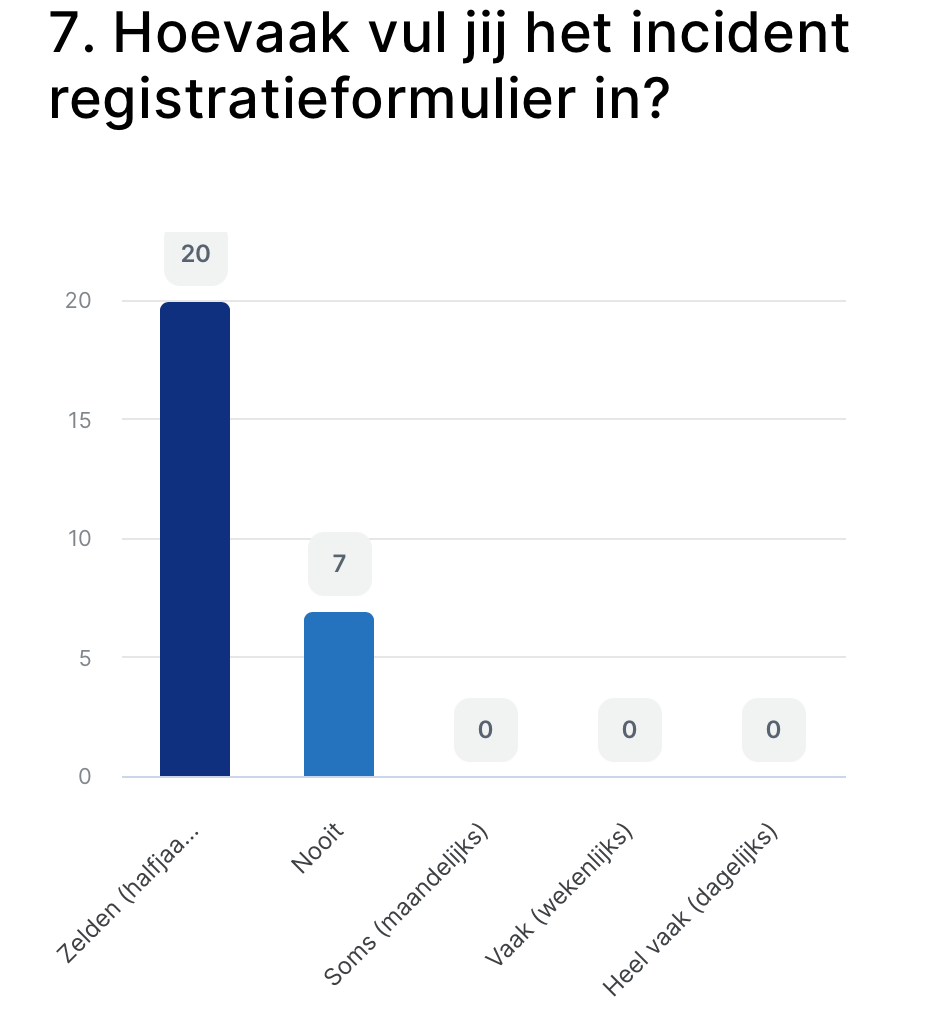 7. Hoevaak vul jij het incident
registratieformulier in?
20
20
15
10
7
5
0
0
0
0
Zelden (halfjaa...
Nooit
Soms (maandelijks)
Vaak (wekenlijks)
Heel vaak (dagelijks)